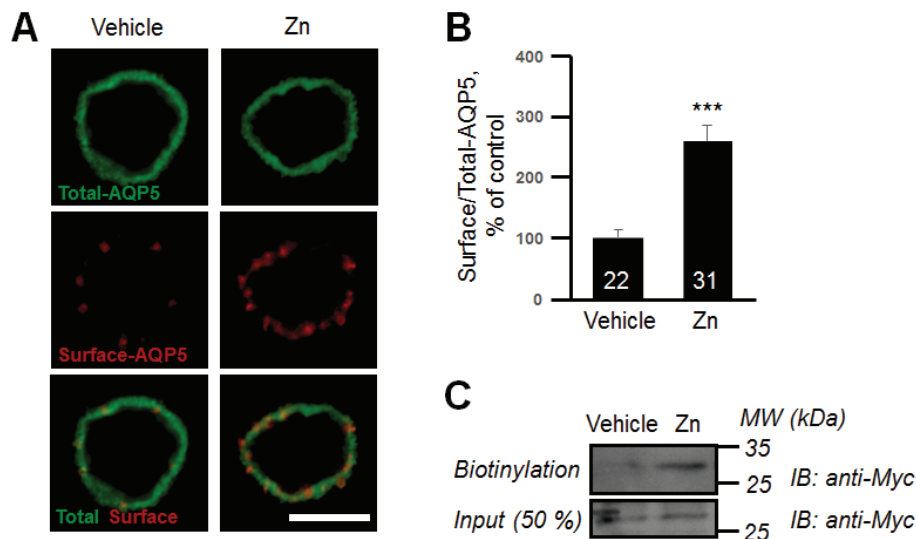 A
Vehicle
Zn
Total-AQP5
Surface-AQP5
Total Surface
B
Surface/Total-AQP5,
% of control
400
300
200
100
0
***
22
31
Vehicle
Zn
C
Vehicle Zn MW (kDa)
35
Biotinylation
25
IB: anti-Myc
Input (50 %)
25
IB: anti-Myc